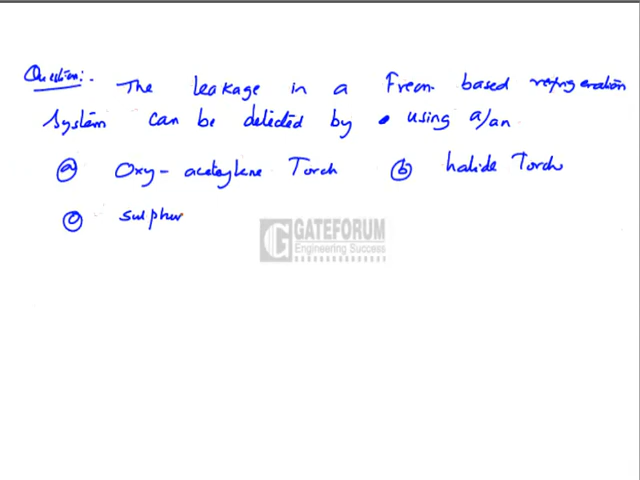 Question:-
The leakage in a Freon based refrigeration
System can be detected by using a/an
(a) Oxy-acetylene Torch (b) halide Torch
(c) sulphur
GATEFORUM
Engineering Success